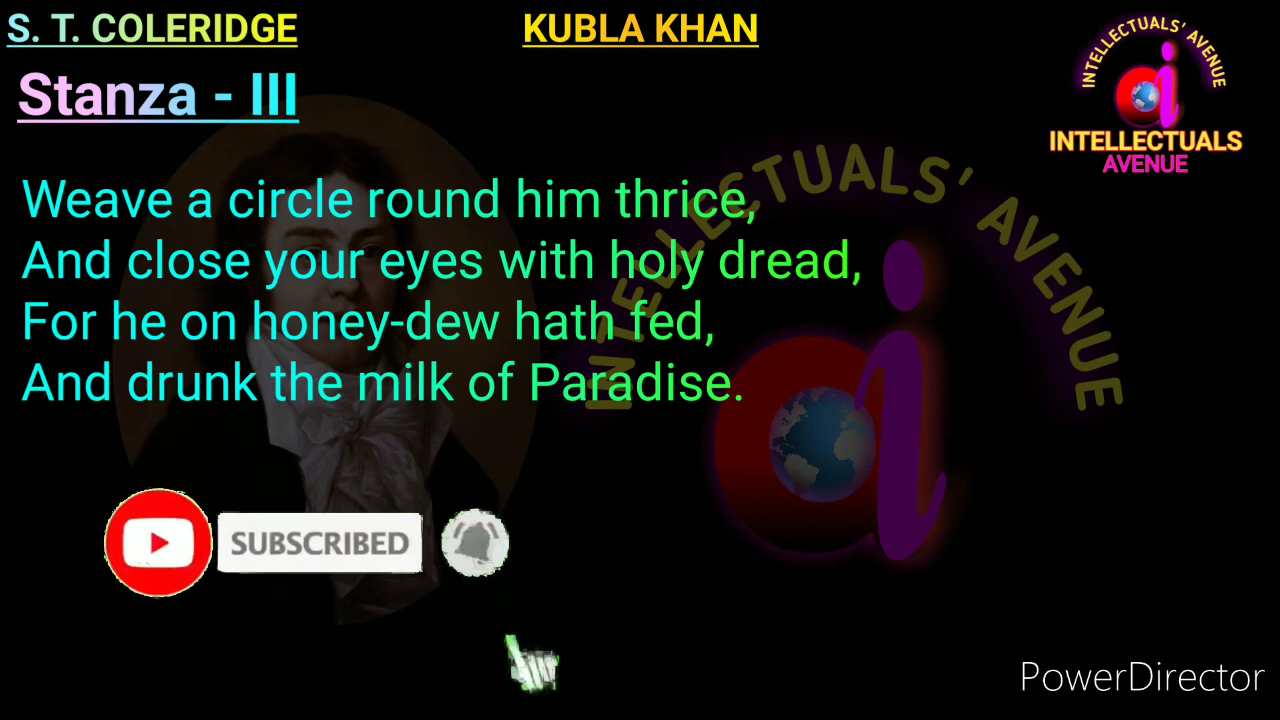 S. T. COLERIDGE
KUBLA KHAN
INTELLECTUALS' AVENUE
INTELLECTUALS
AVENUE
Stanza - III
Weave a circle round him thrice,
And close your eyes with holy dread,
For he on honey-dew hath fed,
And drunk the milk of Paradise.
INTELLECTUALS' AVENUE
SUBSCRIBED
PowerDirector